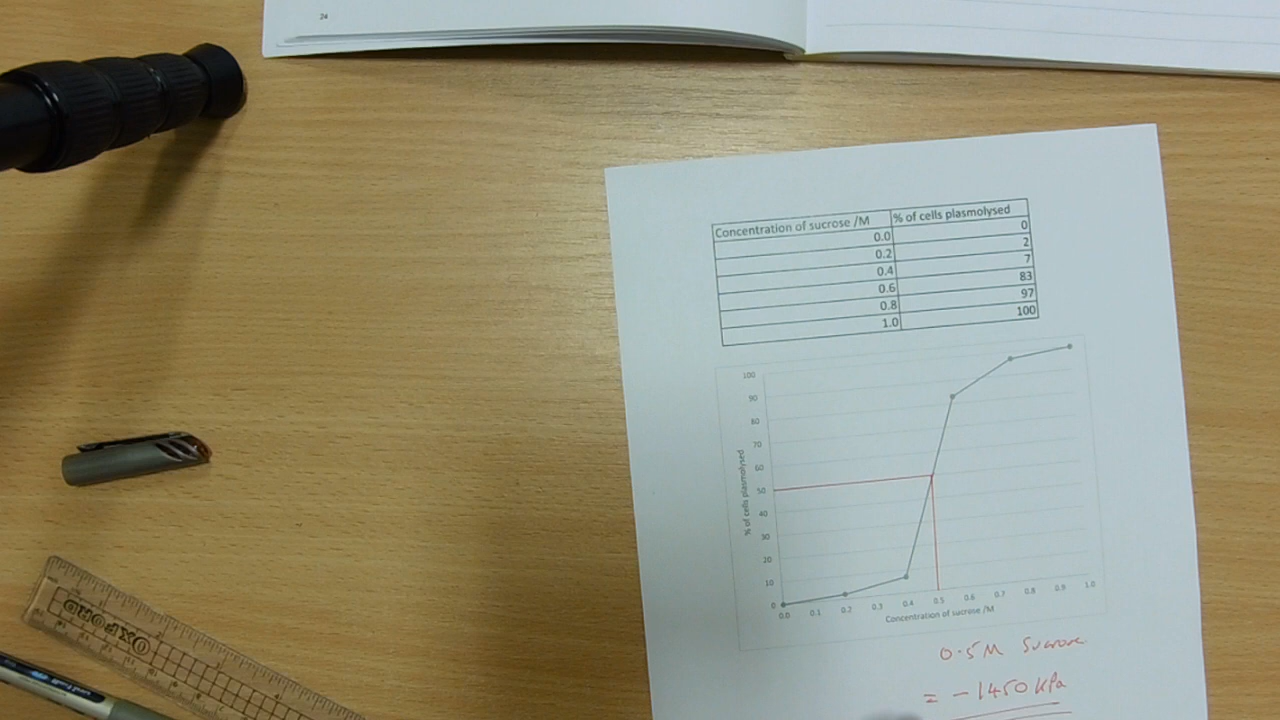 24
Concentration of sucrose /M % of cells plasmolysed
0.0 0
0.2 2
0.4 7
0.6 83
0.8 97
1.0 100
100
90
80
70
60
50
40
30
20
10
0
% of cells plasmolysed
0.0 0.1 0.2 0.3 0.4 0.5 0.6 0.7 0.8 0.9 1.0
Concentration of sucrose /M
0.5M Sucrose
= -1450 kPa
OXFORD